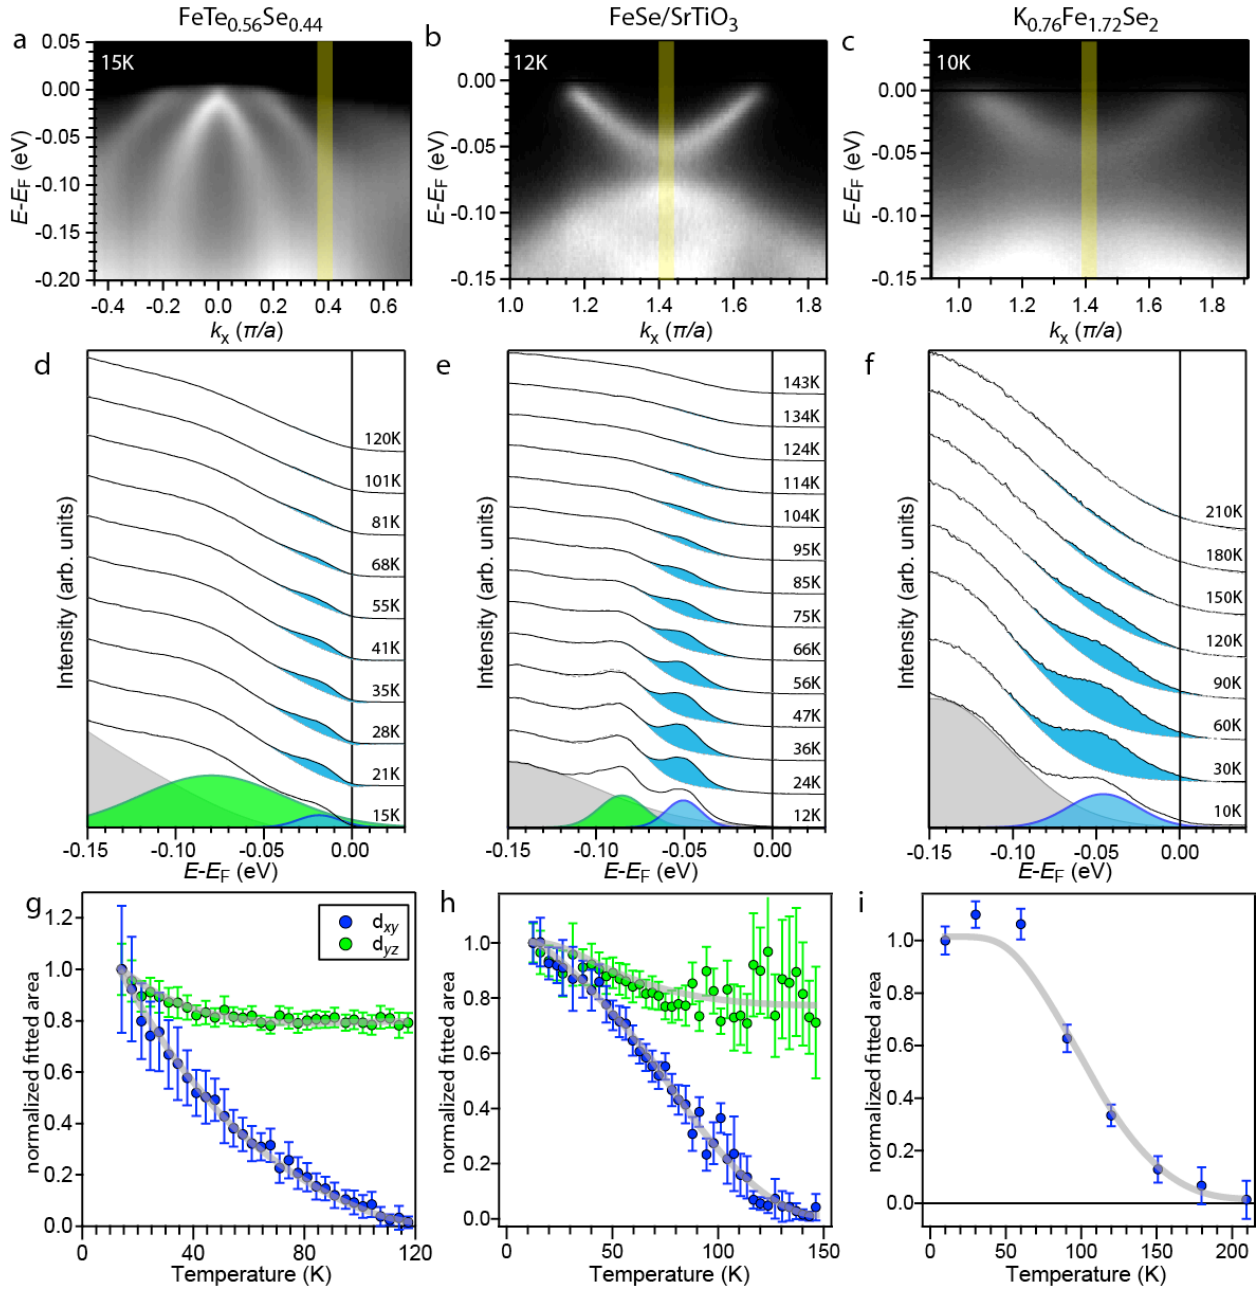 FeTe0.56Se0.44
FeSe/SrTiO3
K0.76Fe1.72Se2
a
15K
0.05
0.00
-0.05
-0.10
-0.15
-0.20
E-EF (eV)
-0.4 -0.2 0.0 0.2 0.4 0.6
kx (π/a)
b
12K
0.05
0.00
-0.05
-0.10
-0.15
E-EF (eV)
1.0 1.2 1.4 1.6 1.8
kx (π/a)
c
10K
0.00
-0.05
-0.10
-0.15
E-EF (eV)
1.0 1.2 1.4 1.6 1.8
kx (π/a)
d
Intensity (arb. units)
120K
101K
81K
68K
55K
41K
35K
28K
21K
15K
-0.15 -0.10 -0.05 0.00
E-EF (eV)
e
Intensity (arb. units)
143K
134K
124K
114K
104K
95K
85K
75K
66K
56K
47K
36K
24K
12K
-0.15 -0.10 -0.05 0.00
E-EF (eV)
f
Intensity (arb. units)
210K
180K
150K
120K
90K
60K
30K
10K
-0.15 -0.10 -0.05 0.00
E-EF (eV)
g
dxy
dyz
normalized fitted area
1.2
1.0
0.8
0.6
0.4
0.2
0.0
0 40 80 120
Temperature (K)
h
normalized fitted area
1.0
0.8
0.6
0.4
0.2
0.0
0 50 100 150
Temperature (K)
i
normalized fitted area
1.0
0.8
0.6
0.4
0.2
0.0
0 50 100 150 200
Temperature (K)